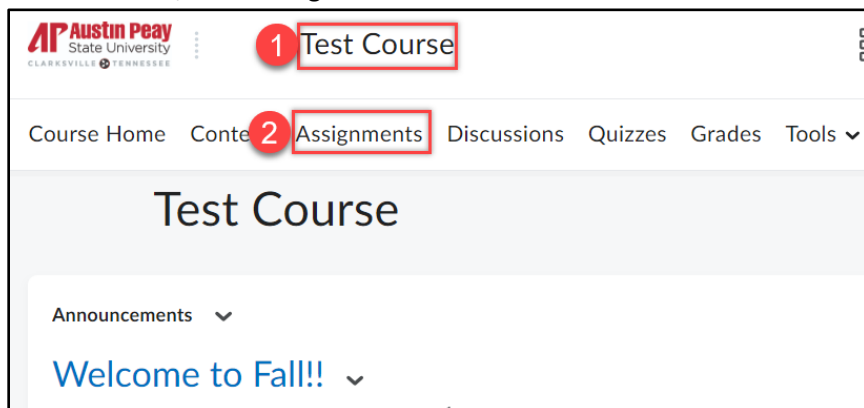 AP Austin Peay
State University
CLARKSVILLE TENNESSEE
1 Test Course
Course Home Conte 2 Assignments Discussions Quizzes Grades Tools
Test Course
Announcements
Welcome to Fall!!